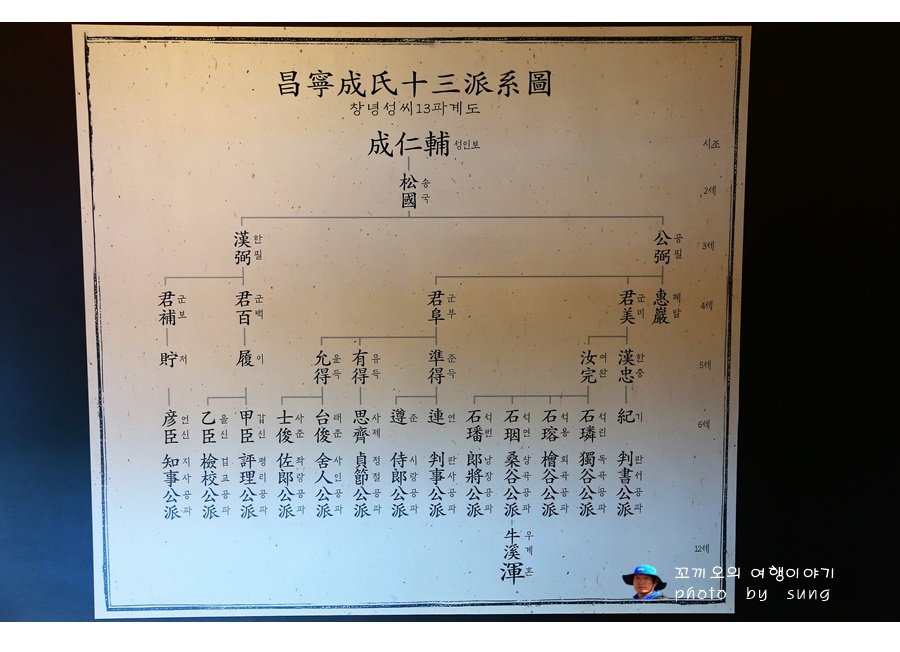 昌寧成氏十三派系圖
창녕성씨13파계도
成仁輔 성인보 시조
松國 송국 2세
漢弼 한필 公弼 공필 3세
君補 군보 君百 군백 君阜 군부 君美 군미 惠巖 혜암 4세
貯 저 履 이 允得 윤득 有得 유득 準得 준득 汝完 여완 漢忠 한충 5세
彦臣 언신 乙臣 을신 甲臣 갑신 士俊 사준 台俊 태준 思齊 사제 遵 준 連 연 石璠 석번 石珚 석연 石瑢 석용 石璘 석린 紀 기 6세
知事公派 지사공파 檢校公派 검교공파 評理公派 평리공파 佐郎公派 좌랑공파 舍人公派 사인공파 貞節公派 정절공파 侍郎公派 시랑공파 判事公派 판사공파 郎將公派 낭장공파 桑谷公派 상곡공파 檜谷公派 회곡공파 獨谷公派 독곡공파 判書公派 판서공파
牛溪 우계 渾 혼 12세
꼬끼오의 여행이야기
photo by sung